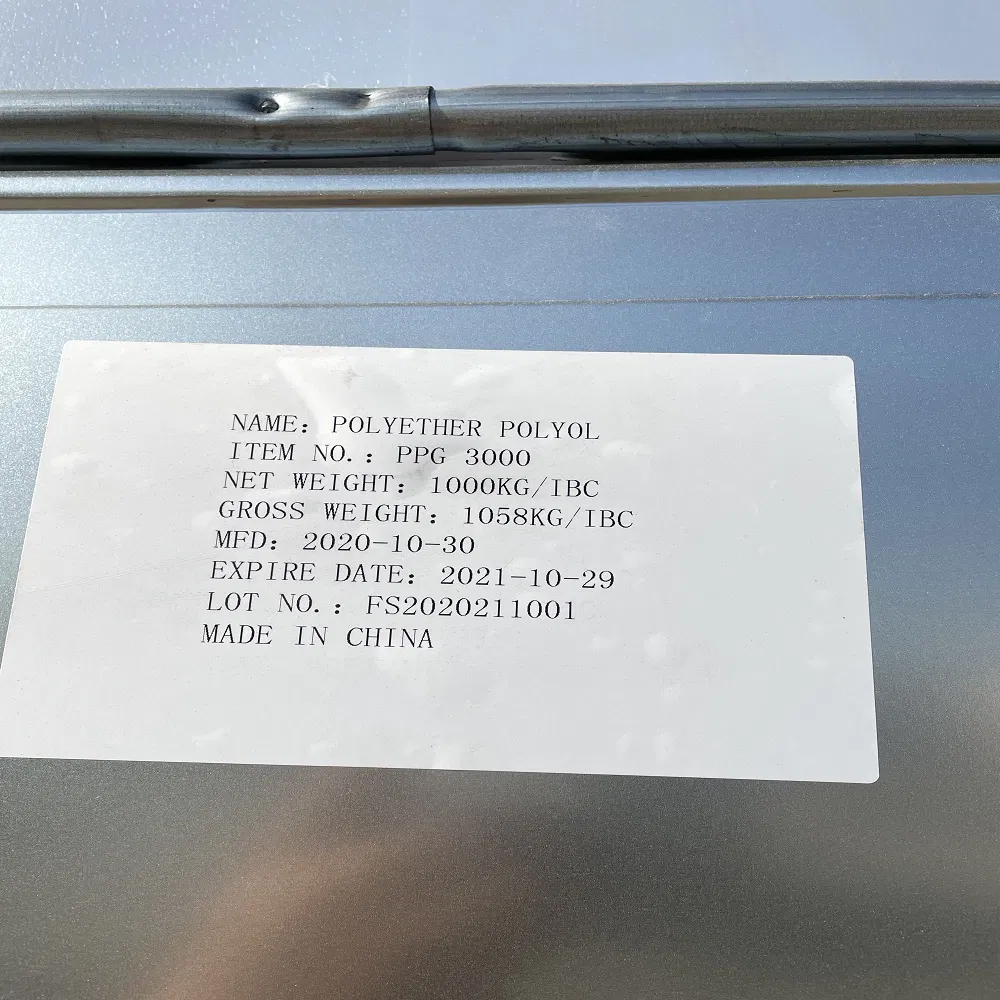 NAME: POLYETHER POLYOL
ITEM NO.: PPG 3000
NET WEIGHT: 1000KG/IBC
GROSS WEIGHT: 1058KG/IBC
MFD: 2020-10-30
EXPIRE DATE: 2021-10-29
LOT NO.: FS2020211001
MADE IN CHINA